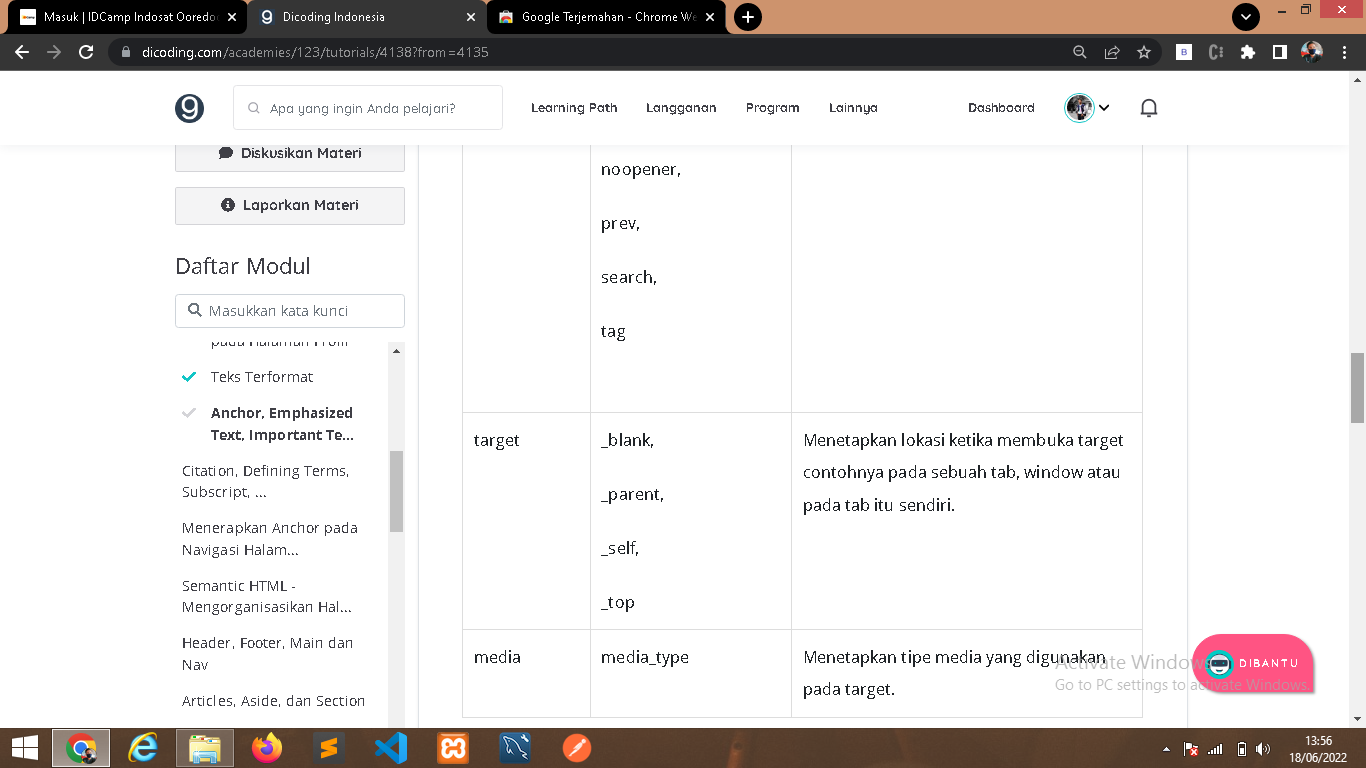 Masuk | IDCamp Indosat Ooredoo
Dicoding Indonesia
Google Terjemahan - Chrome We
dicoding.com/academies/123/tutorials/4138?from=4135
Apa yang ingin Anda pelajari?
Learning Path
Langganan
Program
Lainnya
Dashboard
Diskusikan Materi
Laporkan Materi
Daftar Modul
Masukkan kata kunci
pada Halaman Profil
Teks Terformat
Anchor, Emphasized
Text, Important Te...
Citation, Defining Terms,
Subscript, ...
Menerapkan Anchor pada
Navigasi Halam...
Semantic HTML -
Mengorganisasikan Hal...
Header, Footer, Main dan
Nav
Articles, Aside, dan Section
noopener,
prev,
search,
tag
target
_blank,
_parent,
_self,
_top
Menetapkan lokasi ketika membuka target
contohnya pada sebuah tab, window atau
pada tab itu sendiri.
media
media_type
Menetapkan tipe media yang digunakan
pada target.
Activate Windows
Go to PC settings to activate Windows.
DIBANTU
13:56
18/06/2022